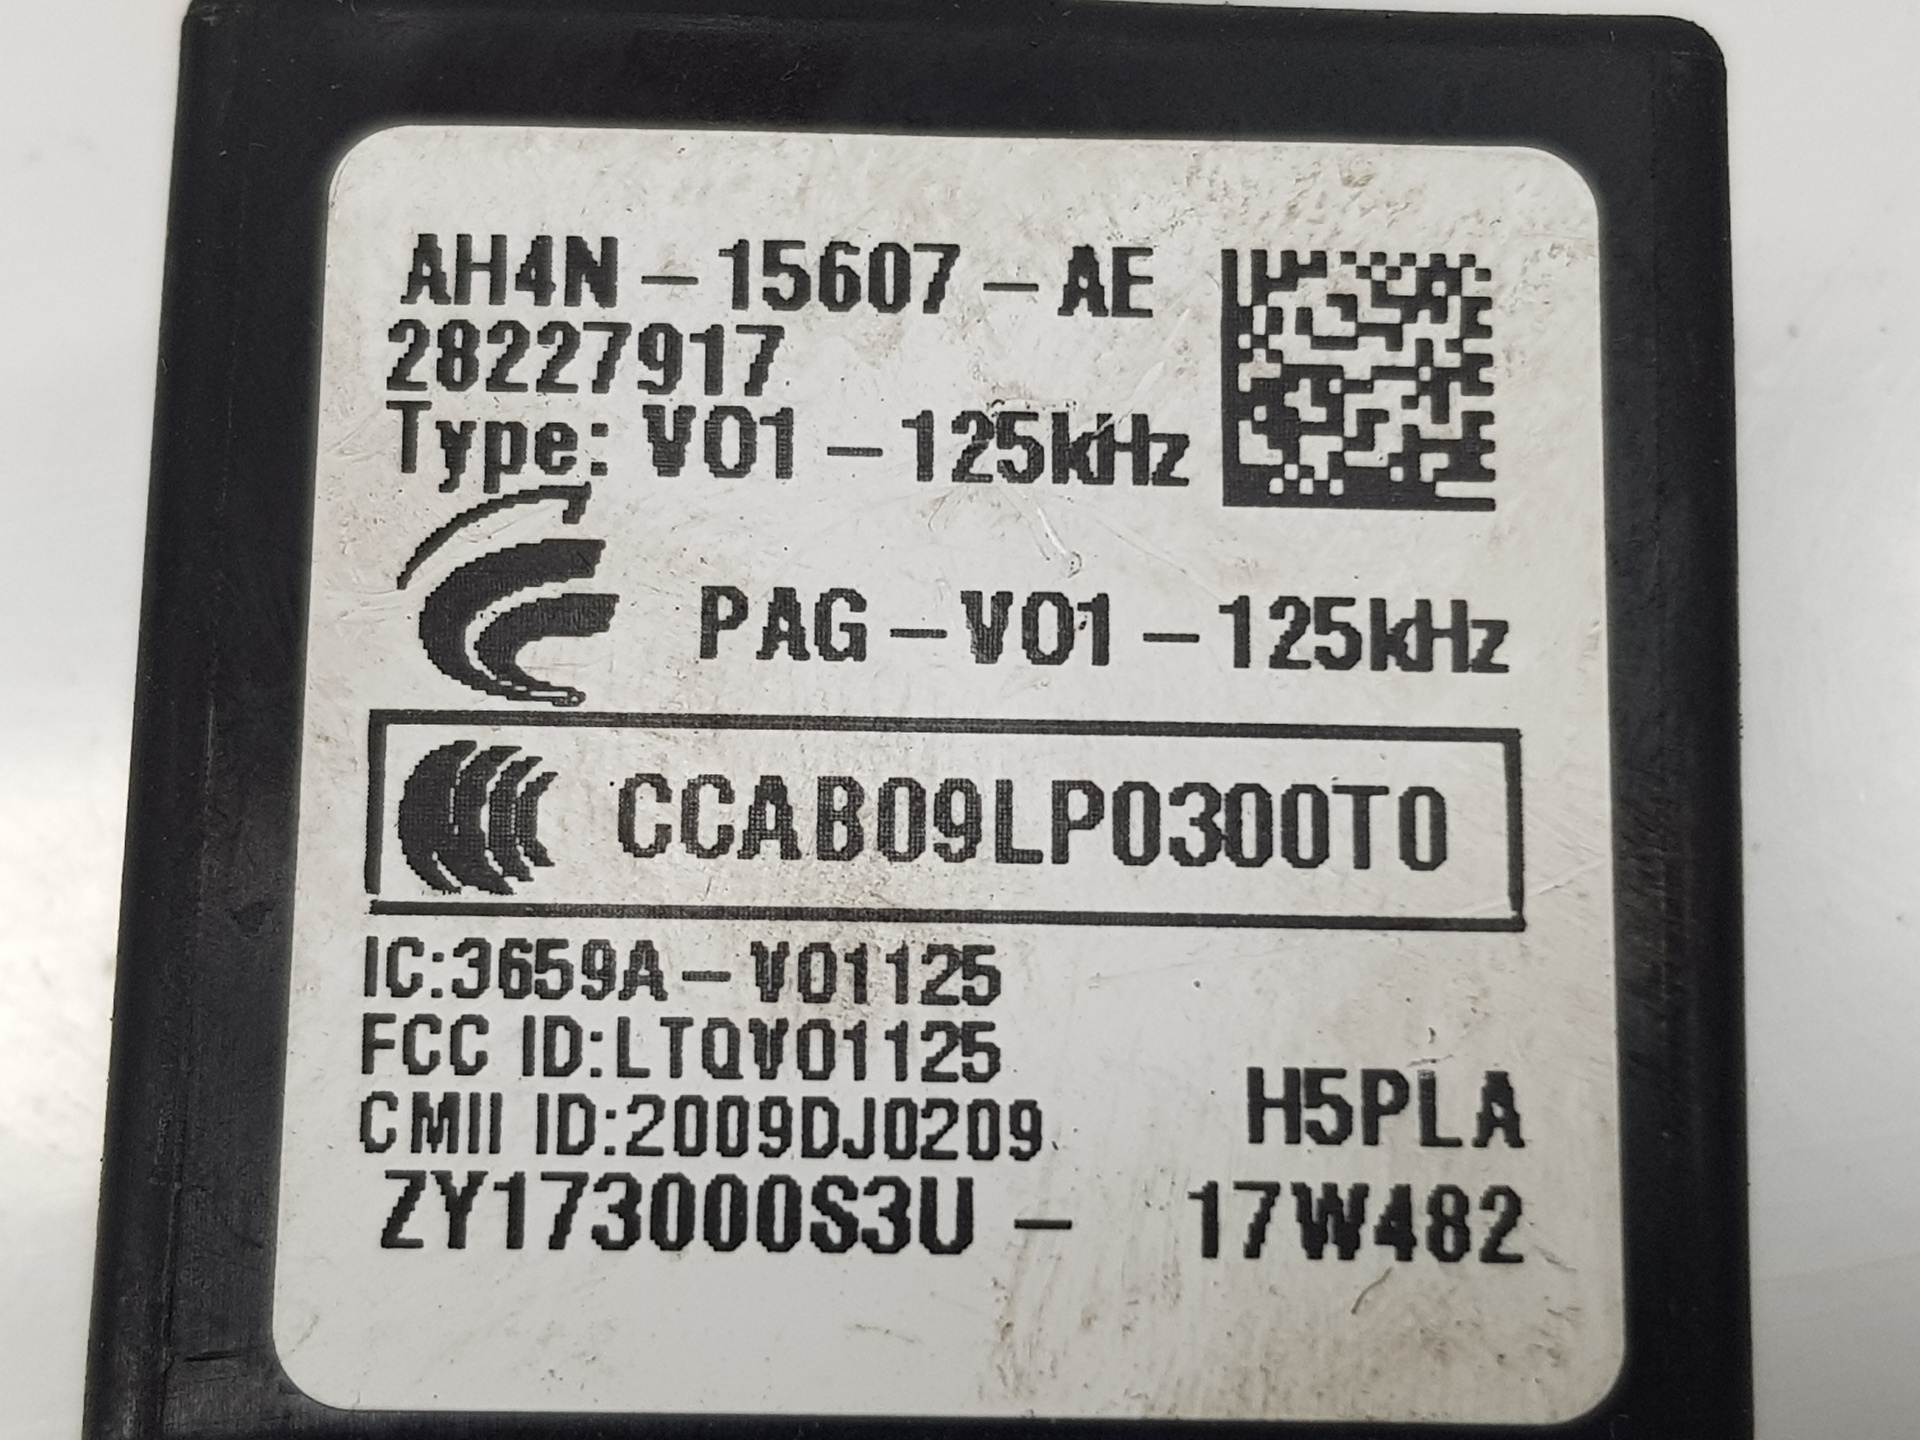 AH4N-15607-AE
28227917
Type: V01-125kHz
PAG-V01-125kHz
CCAB09LP0300T0
IC:3659A-V01125
FCC ID:LTQV01125
CMII ID:2009DJ0209
H5PLA
ZY173000S3U - 17W482